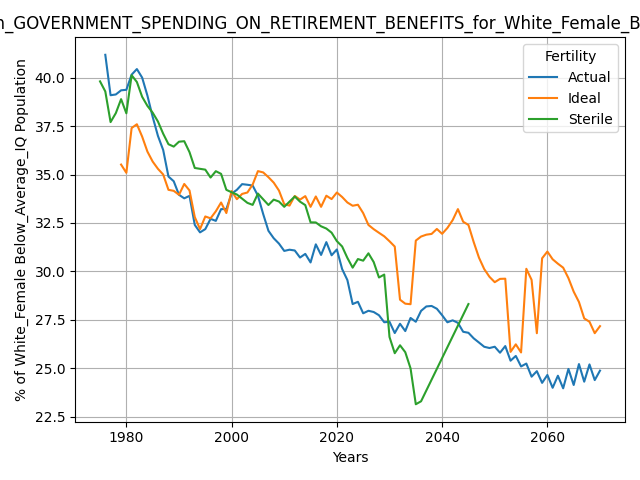 n_GOVERNMENT_SPENDING_ON_RETIREMENT_BENEFITS_for_White_Female_B
Fertility
Actual
Ideal
Sterile
% of White_Female Below_Average_IQ Population
40.0
37.5
35.0
32.5
30.0
27.5
25.0
22.5
1980
2000
2020
2040
2060
Years